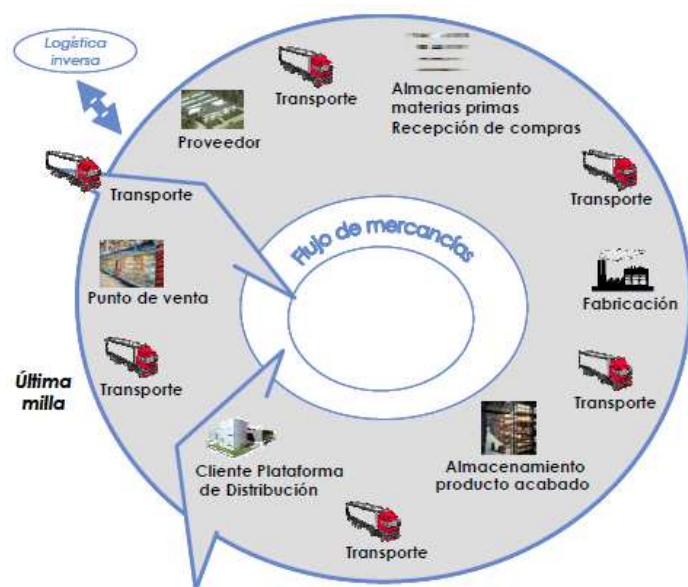 Logística
inversa
Transporte
Almacenamiento
materias primas
Recepción de compras
Proveedor
Transporte
Transporte
Flujo de mercancías
Punto de venta
Fabricación
Última
milla
Transporte
Transporte
Cliente Plataforma
de Distribución
Almacenamiento
producto acabado
Transporte